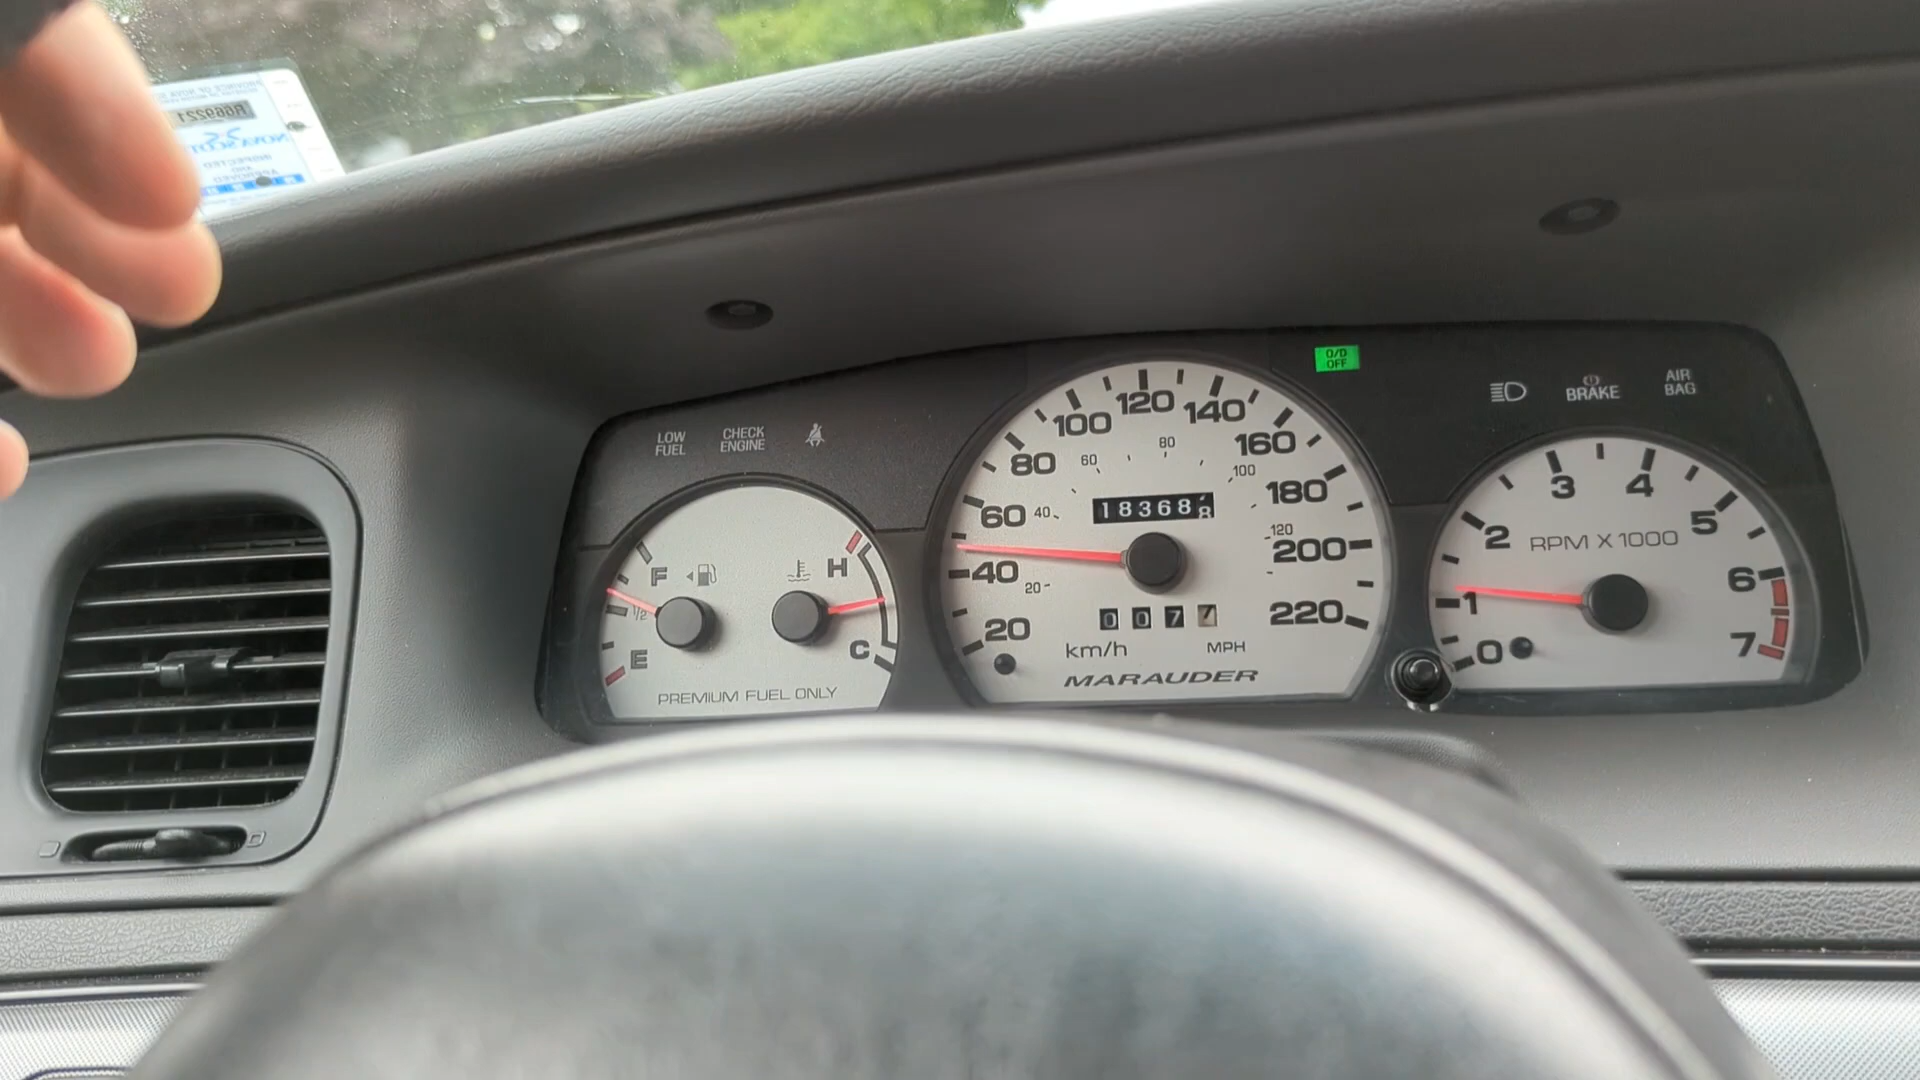 R669221
LOW
FUEL
CHECK
ENGINE
O/D
OFF
BRAKE
AIR
BAG
F
1/2
E
H
C
PREMIUM FUEL ONLY
20
40
60
80
100
120
140
160
180
200
220
20
40
60
80
100
120
18368
007
km/h MPH
MARAUDER
0
1
2
3
4
5
6
7
RPM X 1000